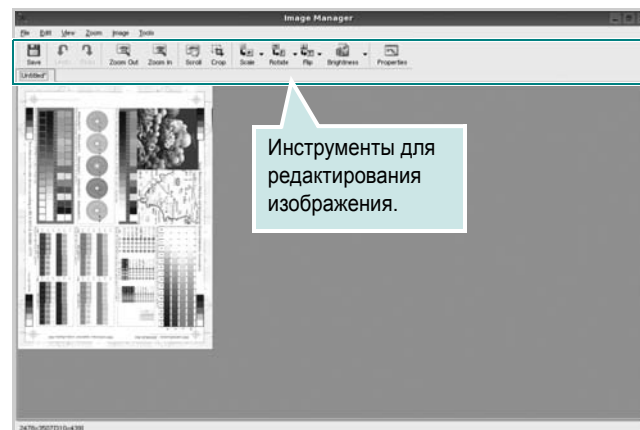 Image Manager
File Edit View Zoom Image Tools
Save Undo Redo Zoom Out Zoom In Scroll Crop Scale Rotate Flip Brightness Properties
Untitled*
Инструменты для
редактирования
изображения.